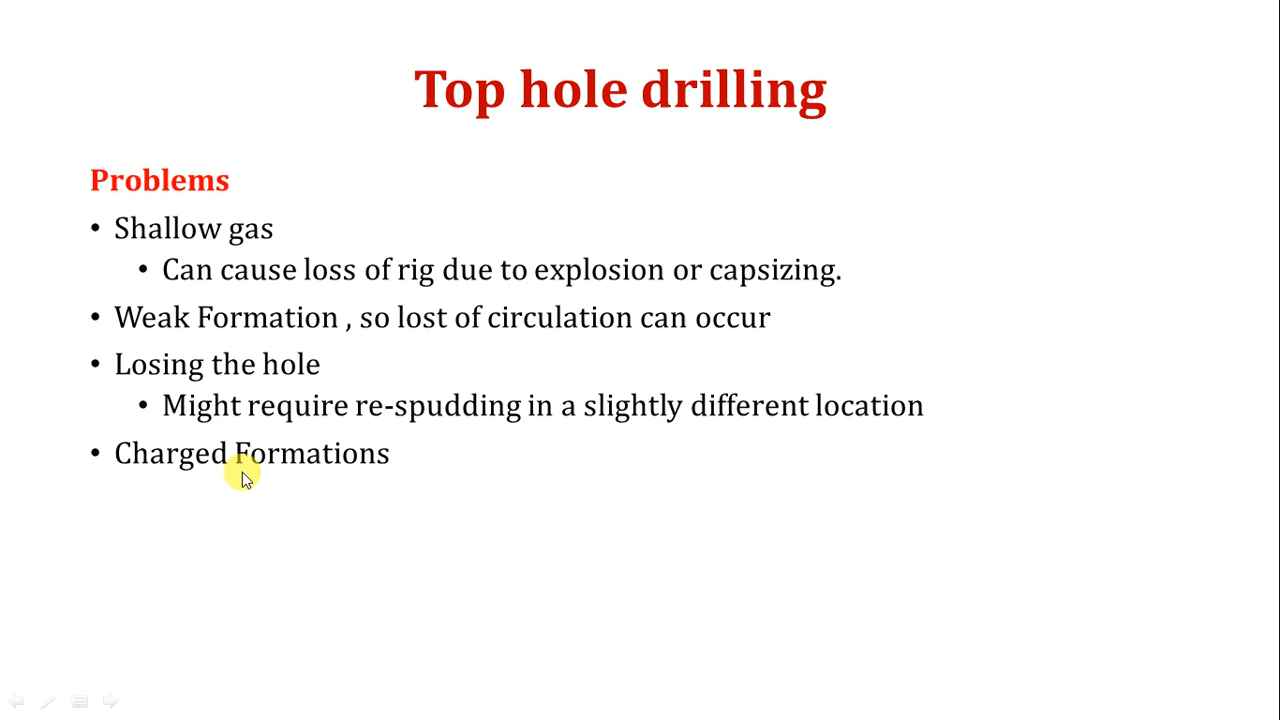 Top hole drilling
Problems
• Shallow gas
• Can cause loss of rig due to explosion or capsizing.
• Weak Formation , so lost of circulation can occur
• Losing the hole
• Might require re-spudding in a slightly different location
• Charged Formations